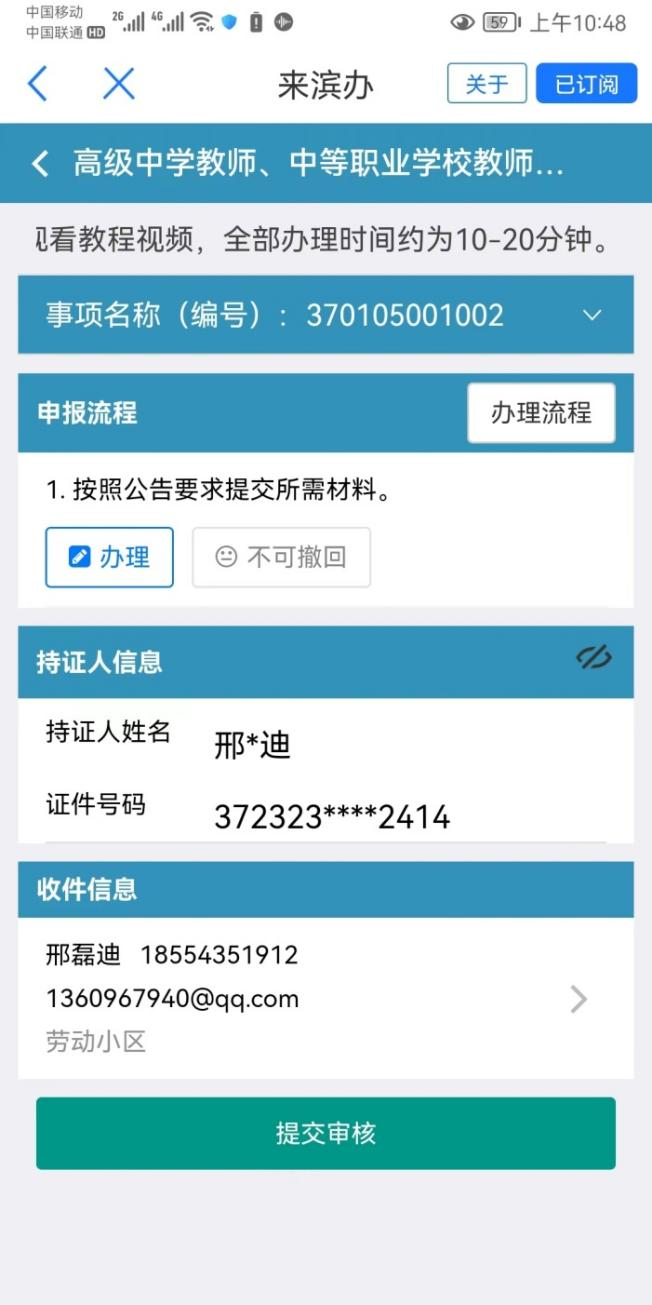 中国移动 2G 4G 59 上午10:48
中国联通 HD
来滨办 关于 已订阅
高级中学教师、中等职业学校教师...
看教程视频，全部办理时间约为10-20分钟。
事项名称（编号）：370105001002
申报流程 办理流程
1. 按照公告要求提交所需材料。
办理 不可撤回
持证人信息
持证人姓名 邢*迪
证件号码 372323****2414
收件信息
邢磊迪 18554351912
1360967940@qq.com
劳动小区
提交审核